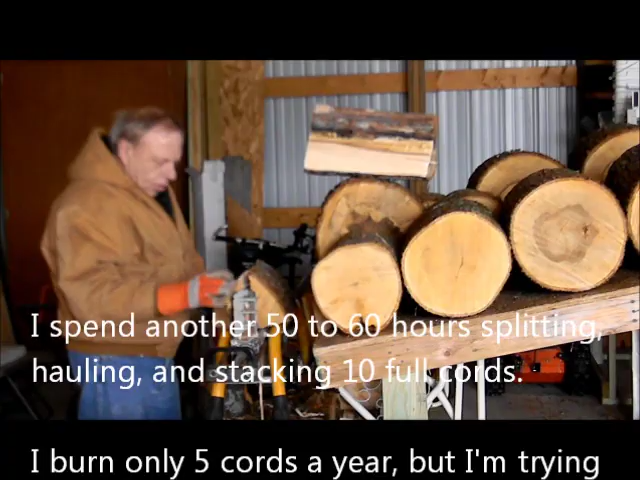 I spend another 50 to 60 hours splitting,
hauling, and stacking 10 full cords.
I burn only 5 cords a year, but I'm trying